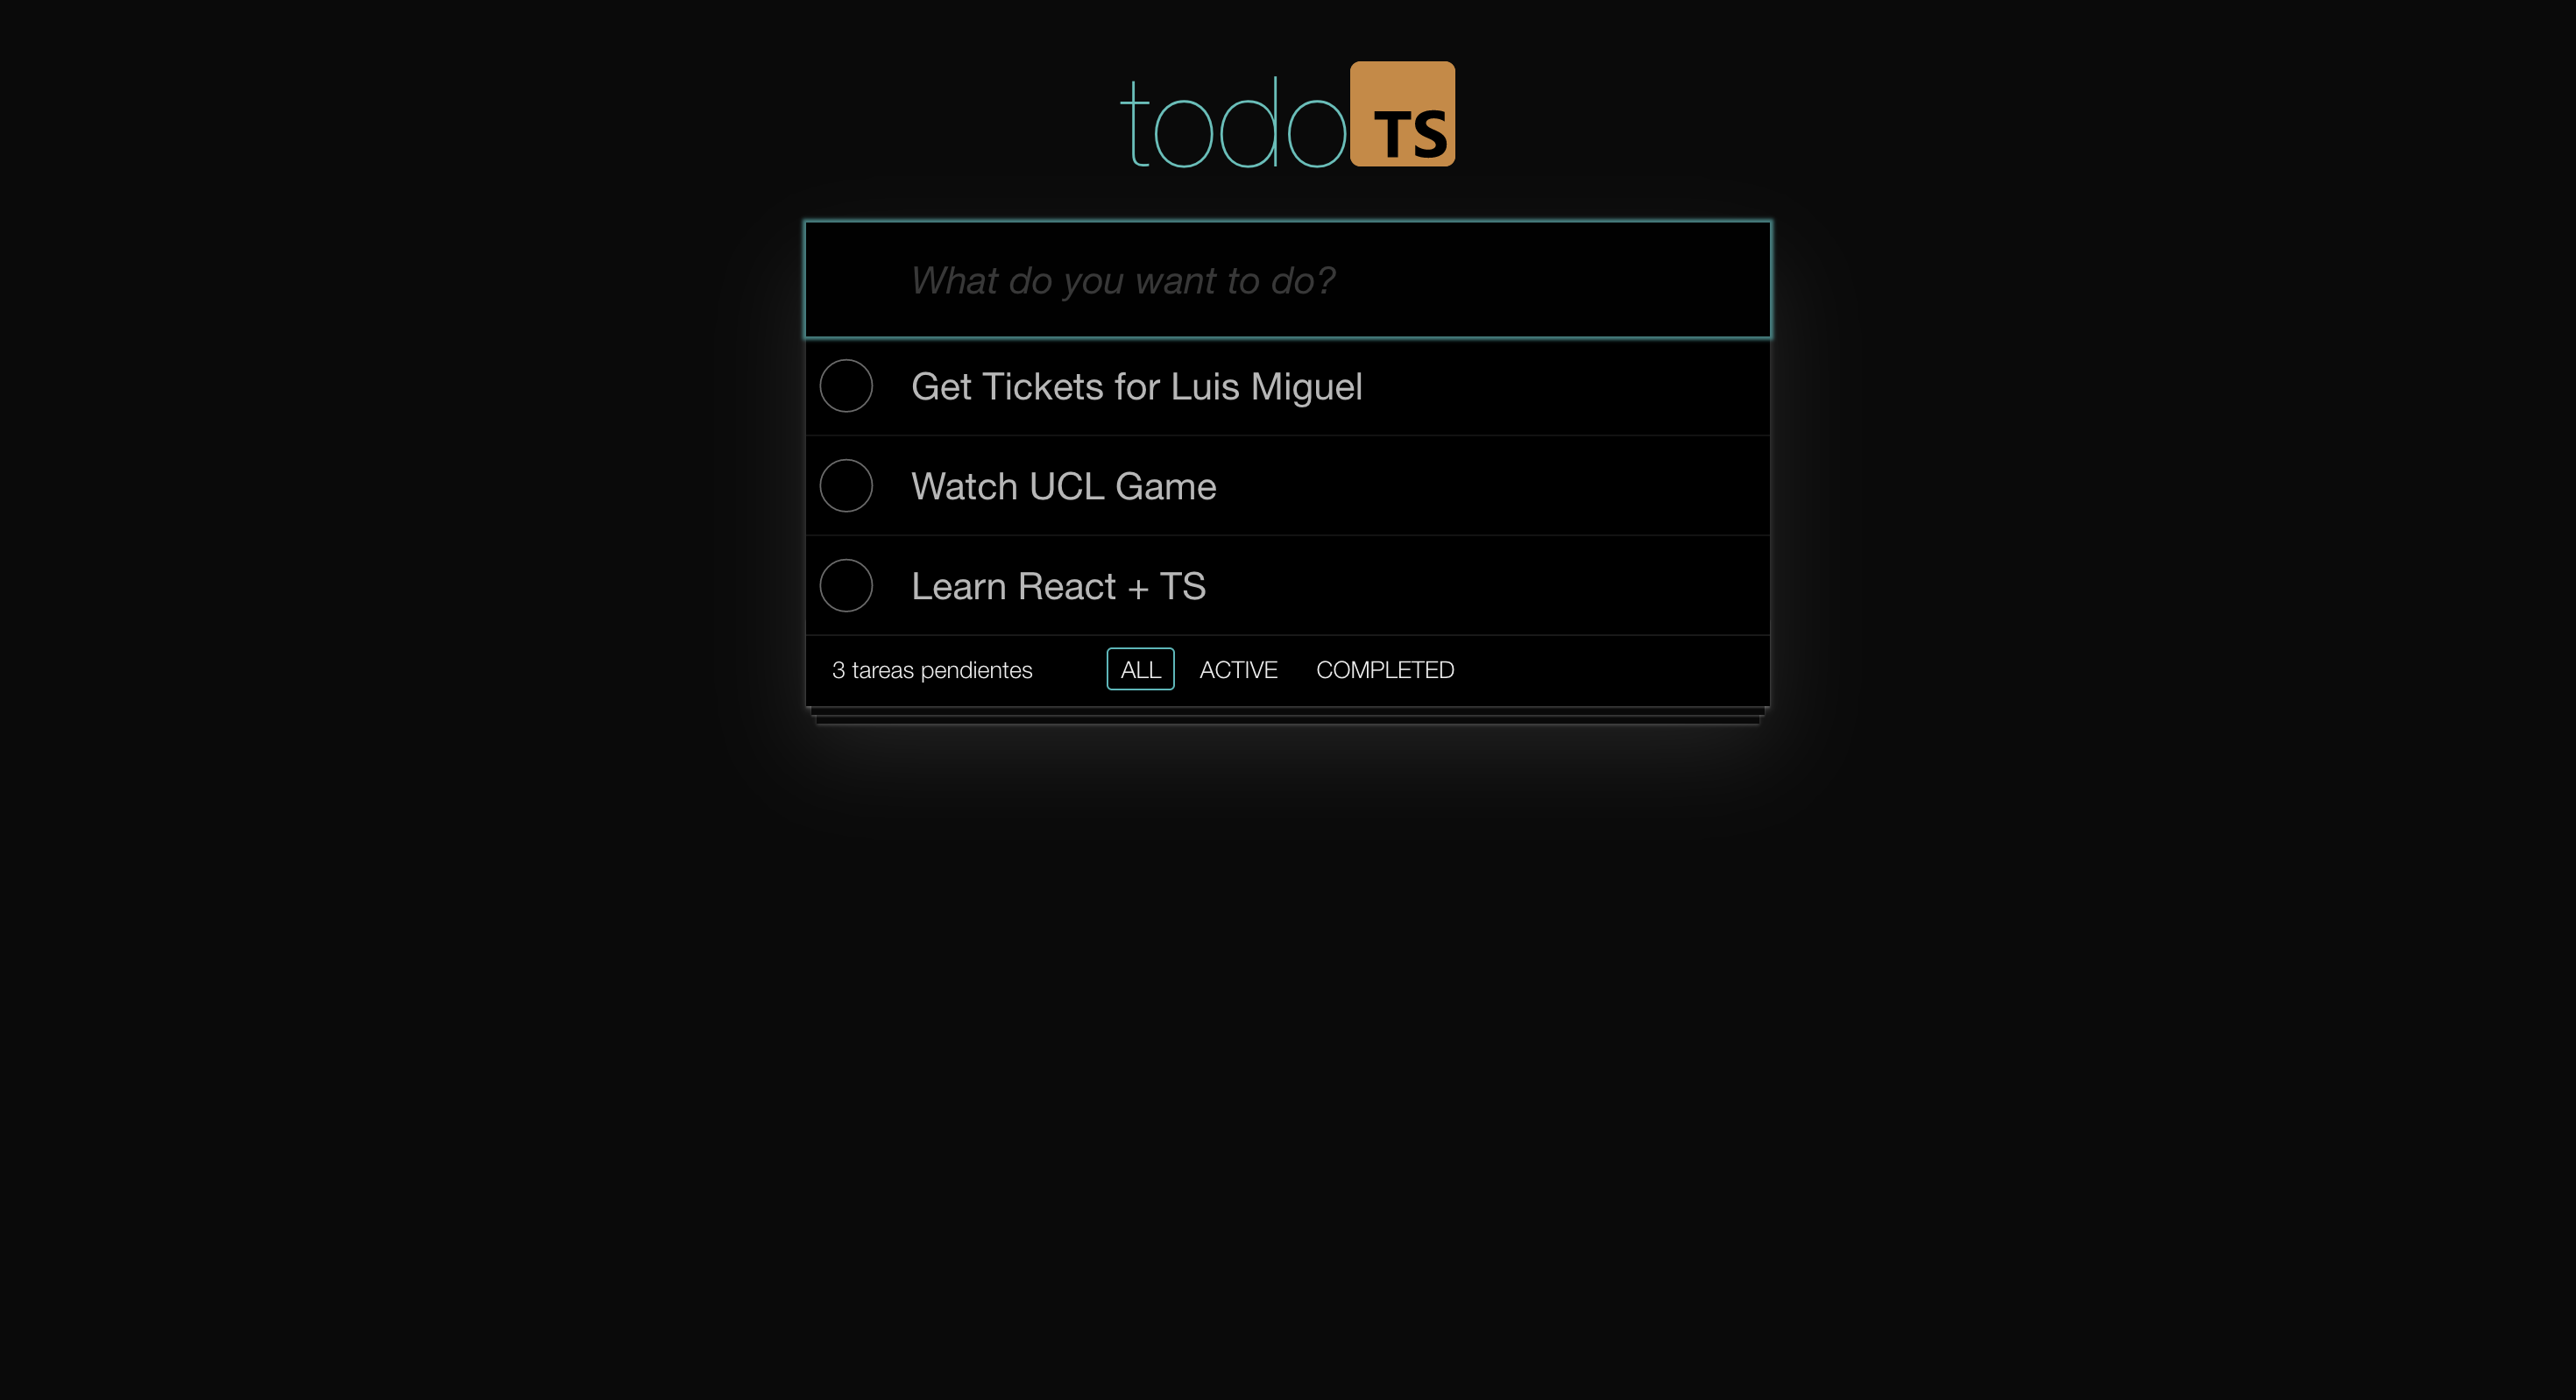 todo TS
What do you want to do?
Get Tickets for Luis Miguel
Watch UCL Game
Learn React + TS
3 tareas pendientes ALL ACTIVE COMPLETED